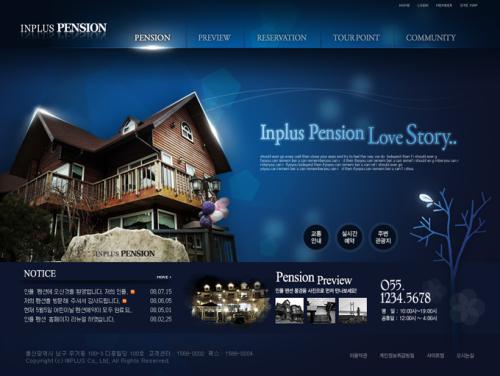 HOME LOGIN MEMBER SITE MAP
INPLUS PENSION
PENSION PREVIEW RESERVATION TOUR POINT COMMUNITY
Inplus Pension Love Story..
교통 안내
실시간 예약
주변 관광지
INPLUS PENSION
NOTICE
MORE
인플 펜션에 오신것을 환영합니다. 저희 인플. 08.07.15
저희 펜션를 방문해 주셔서 감사드립니다. 08.06.05
현재 5월5일 어린이날 펜션예약이 모두 완료되.. 08.05.01
인플 펜션 홈페이지 리뉴얼 하였습니다. 08.02.25
Pension Preview
인플 펜션 풍경을 사진으로 먼저 만나보세요!
055.
1234.5678
평 일 : 10:00AM~19:00AM
공휴일 : 12:00AM ~ 4:00AM
이용약관 개인정보취급방침 사이트맵 오시는길
Copyright (c) INPLUS Co., Ltd. All Rights Reserved.